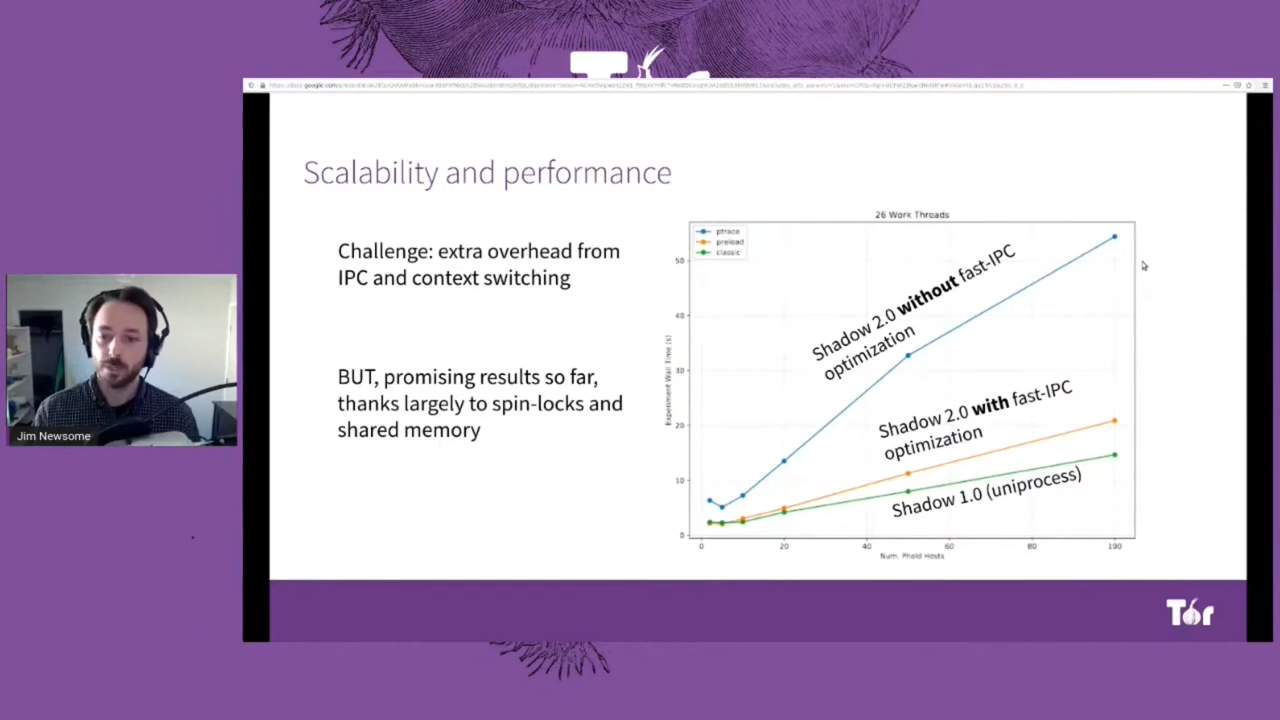 Scalability and performance
Challenge: extra overhead from
IPC and context switching
BUT, promising results so far,
thanks largely to spin-locks and
shared memory
26 Work Threads
ptrace
preload
classic
Experiment Wall Time (s)
50
40
30
20
10
0
0
20
40
60
80
100
Num. Phold Hosts
Shadow 2.0 without fast-IPC
optimization
Shadow 2.0 with fast-IPC
optimization
Shadow 1.0 (uniprocess)
Jim Newsome
Tor